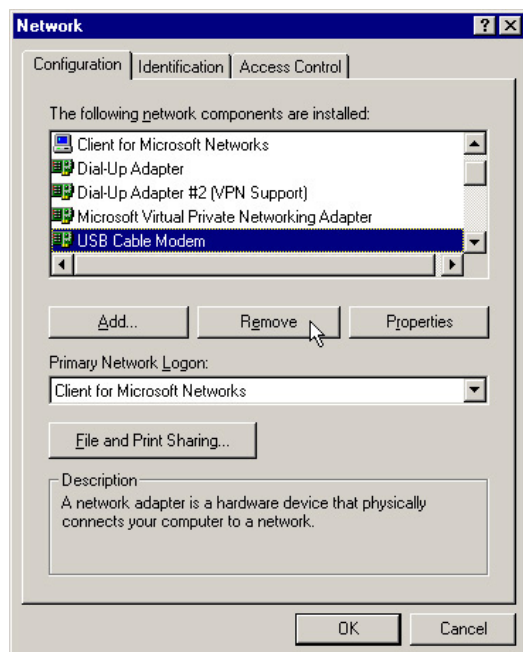 Network
Configuration
Identification
Access Control
The following network components are installed:
Client for Microsoft Networks
Dial-Up Adapter
Dial-Up Adapter #2 (VPN Support)
Microsoft Virtual Private Networking Adapter
USB Cable Modem
Add...
Remove
Properties
Primary Network Logon:
Client for Microsoft Networks
File and Print Sharing...
Description
A network adapter is a hardware device that physically
connects your computer to a network.
OK
Cancel